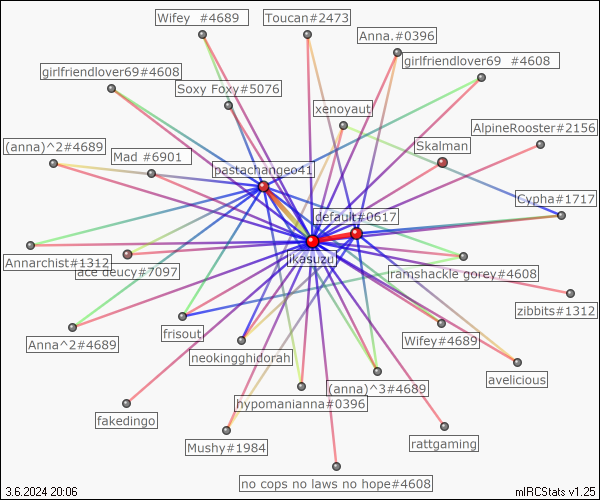 Wifey  #4689
Toucan#2473
Anna.#0396
girlfriendlover69  #4608
girlfriendlover69#4608
Soxy Foxy#5076
xenoyaut
AlpineRooster#2156
(anna)^2#4689
Mad #6901
Skalman
pastachangeo41
Cypha#1717
default#0617
ikasuzu
Annarchist#1312
ace deucy#7097
ramshackle gorey#4608
zibbits#1312
Anna^2#4689
frisout
Wifey#4689
neokingghidorah
avelicious
(anna)^3#4689
hypomanianna#0396
fakedingo
Mushy#1984
rattgaming
no cops no laws no hope#4608
3.6.2024 20:06
mIRCStats v1.25